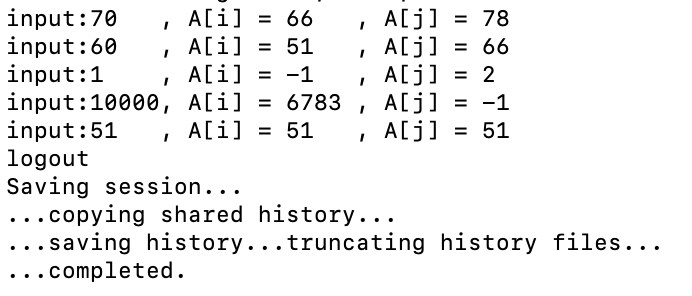 input:70   , A[i] = 66   , A[j] = 78
input:60   , A[i] = 51   , A[j] = 66
input:1    , A[i] = -1   , A[j] = 2
input:10000, A[i] = 6783 , A[j] = -1
input:51   , A[i] = 51   , A[j] = 51
logout
Saving session...
...copying shared history...
...saving history...truncating history files...
...completed.